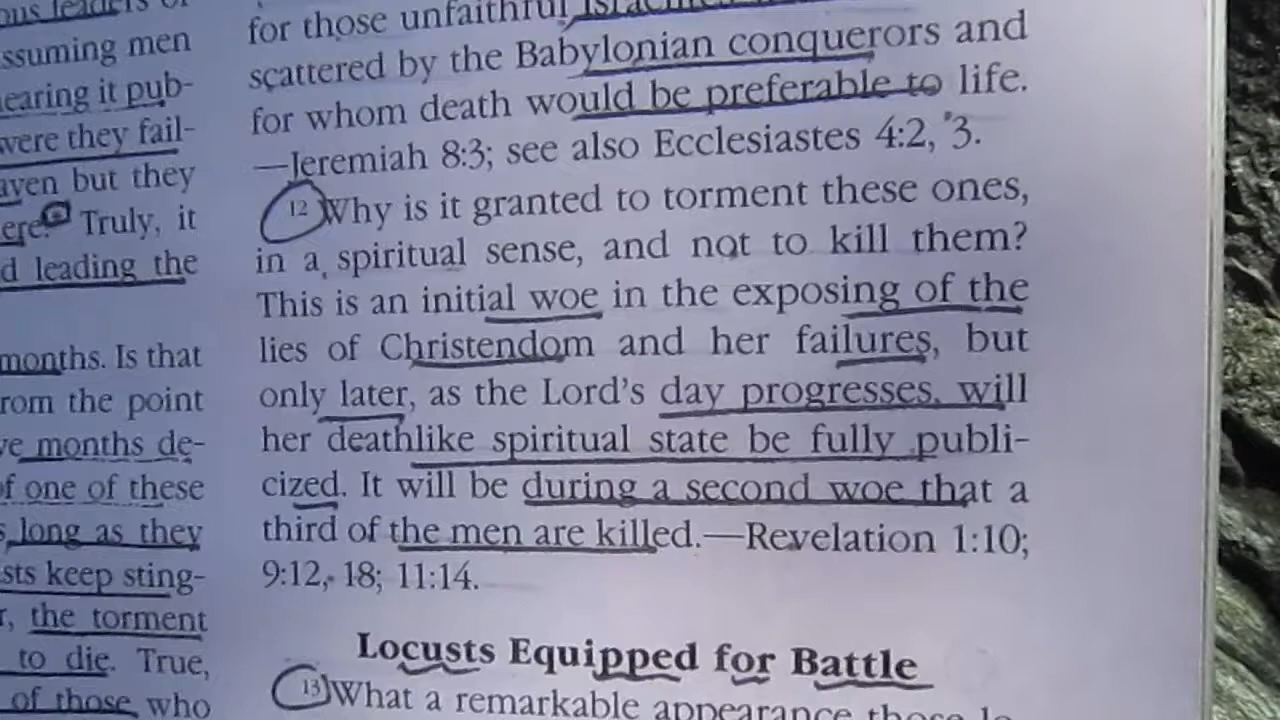 ous leaders of
ssuming men
earing it pub-
were they fail-
aven but they
ere. Truly, it
d leading the
months. Is that
rom the point
ve months de-
of one of these
s long as they
sts keep sting-
r, the torment
to die. True,
of those who
for those unfaithful
scattered by the Babylonian conquerors and
for whom death would be preferable to life.
—Jeremiah 8:3; see also Ecclesiastes 4:2, 3.
12 Why is it granted to torment these ones,
in a spiritual sense, and not to kill them?
This is an initial woe in the exposing of the
lies of Christendom and her failures, but
only later, as the Lord's day progresses, will
her deathlike spiritual state be fully publi-
cized. It will be during a second woe that a
third of the men are killed.—Revelation 1:10;
9:12, 18; 11:14.
Locusts Equipped for Battle
13 What a remarkable appearance those lo